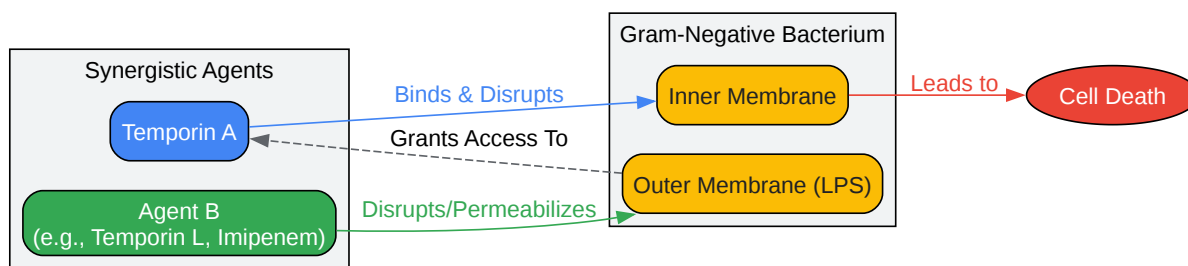 Synergistic Agents
Temporin A
Agent B
(e.g., Temporin L, Imipenem)
Binds & Disrupts
Grants Access To
Disrupts/Permeabilizes
Gram-Negative Bacterium
Inner Membrane
Outer Membrane (LPS)
Leads to
Cell Death